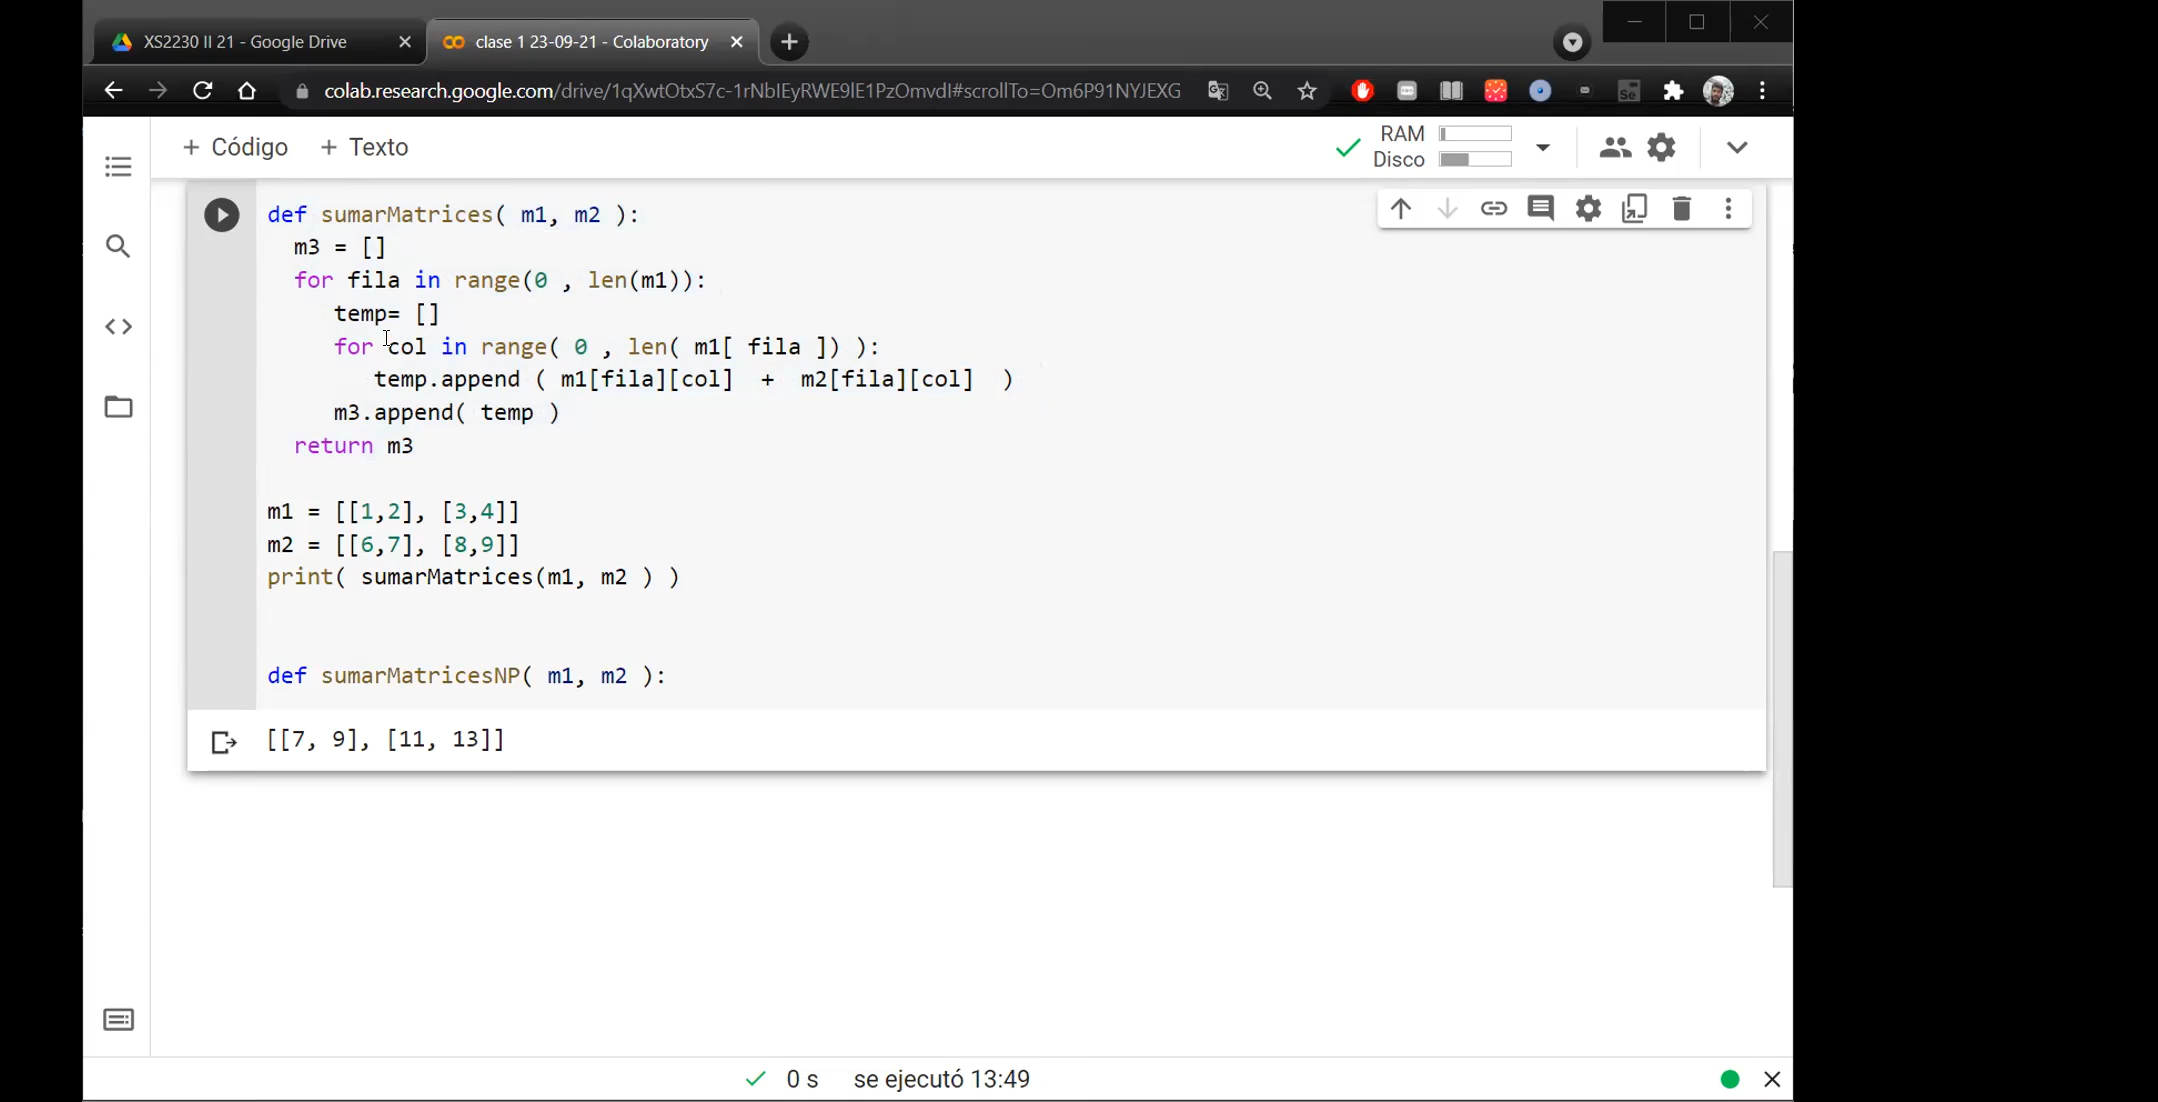 XS2230 II 21 - Google Drive
clase 1 23-09-21 - Colaboratory
colab.research.google.com/drive/1qXwtOtxS7c-1rNbIEyRWE9lE1PzOmvdI#scrollTo=Om6P91NYJEXG
Se
+ Código + Texto
RAM
Disco
def sumarMatrices( m1, m2 ):
m3 = []
for fila in range(0 , len(m1)):
temp= []
for col in range( 0 , len( m1[ fila ]) ):
temp.append ( m1[fila][col] + m2[fila][col] )
m3.append( temp )
return m3
m1 = [[1,2], [3,4]]
m2 = [[6,7], [8,9]]
print( sumarMatrices(m1, m2 ) )
def sumarMatricesNP( m1, m2 ):
[[7, 9], [11, 13]]
0 s se ejecutó 13:49